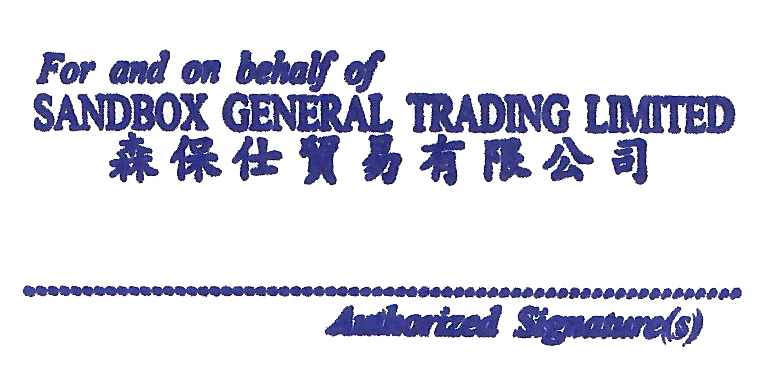 For and on behalf of
SANDBOX GENERAL TRADING LIMITED
森保仕貿易有限公司
Authorized Signature(s)